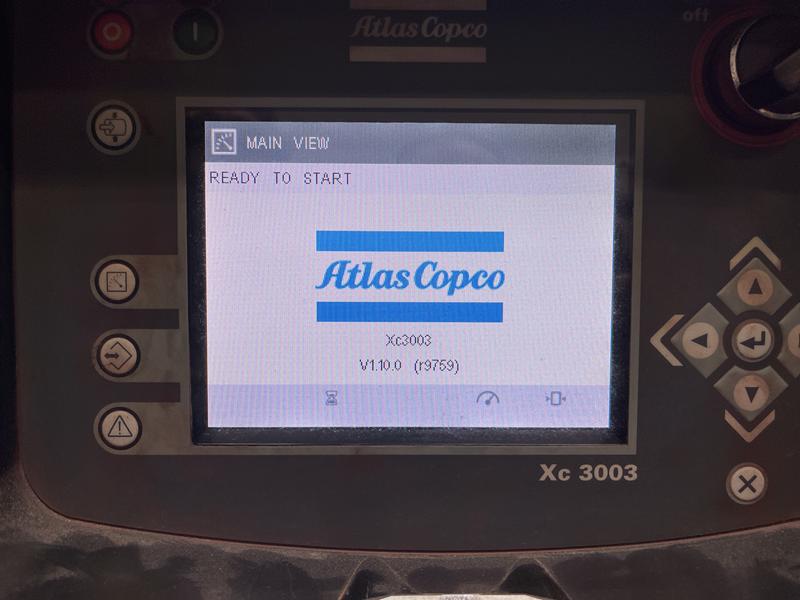 Atlas Copco
off
MAIN VIEW
READY TO START
Atlas Copco
Xc3003
V1.10.0 (r9759)
Xc 3003